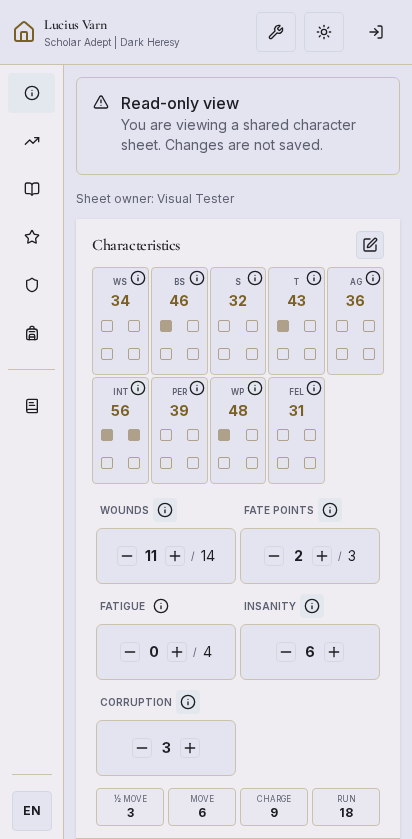 Lucius Varn
Scholar Adept | Dark Heresy
Read-only view
You are viewing a shared character
sheet. Changes are not saved.
Sheet owner: Visual Tester
Characteristics
WS BS S T AG
34 46 32 43 36
INT PER WP FEL
56 39 48 31
WOUNDS FATE POINTS
11 / 14 2 / 3
FATIGUE INSANITY
0 / 4 6
CORRUPTION
3
½ MOVE MOVE CHARGE RUN
3 6 9 18
EN